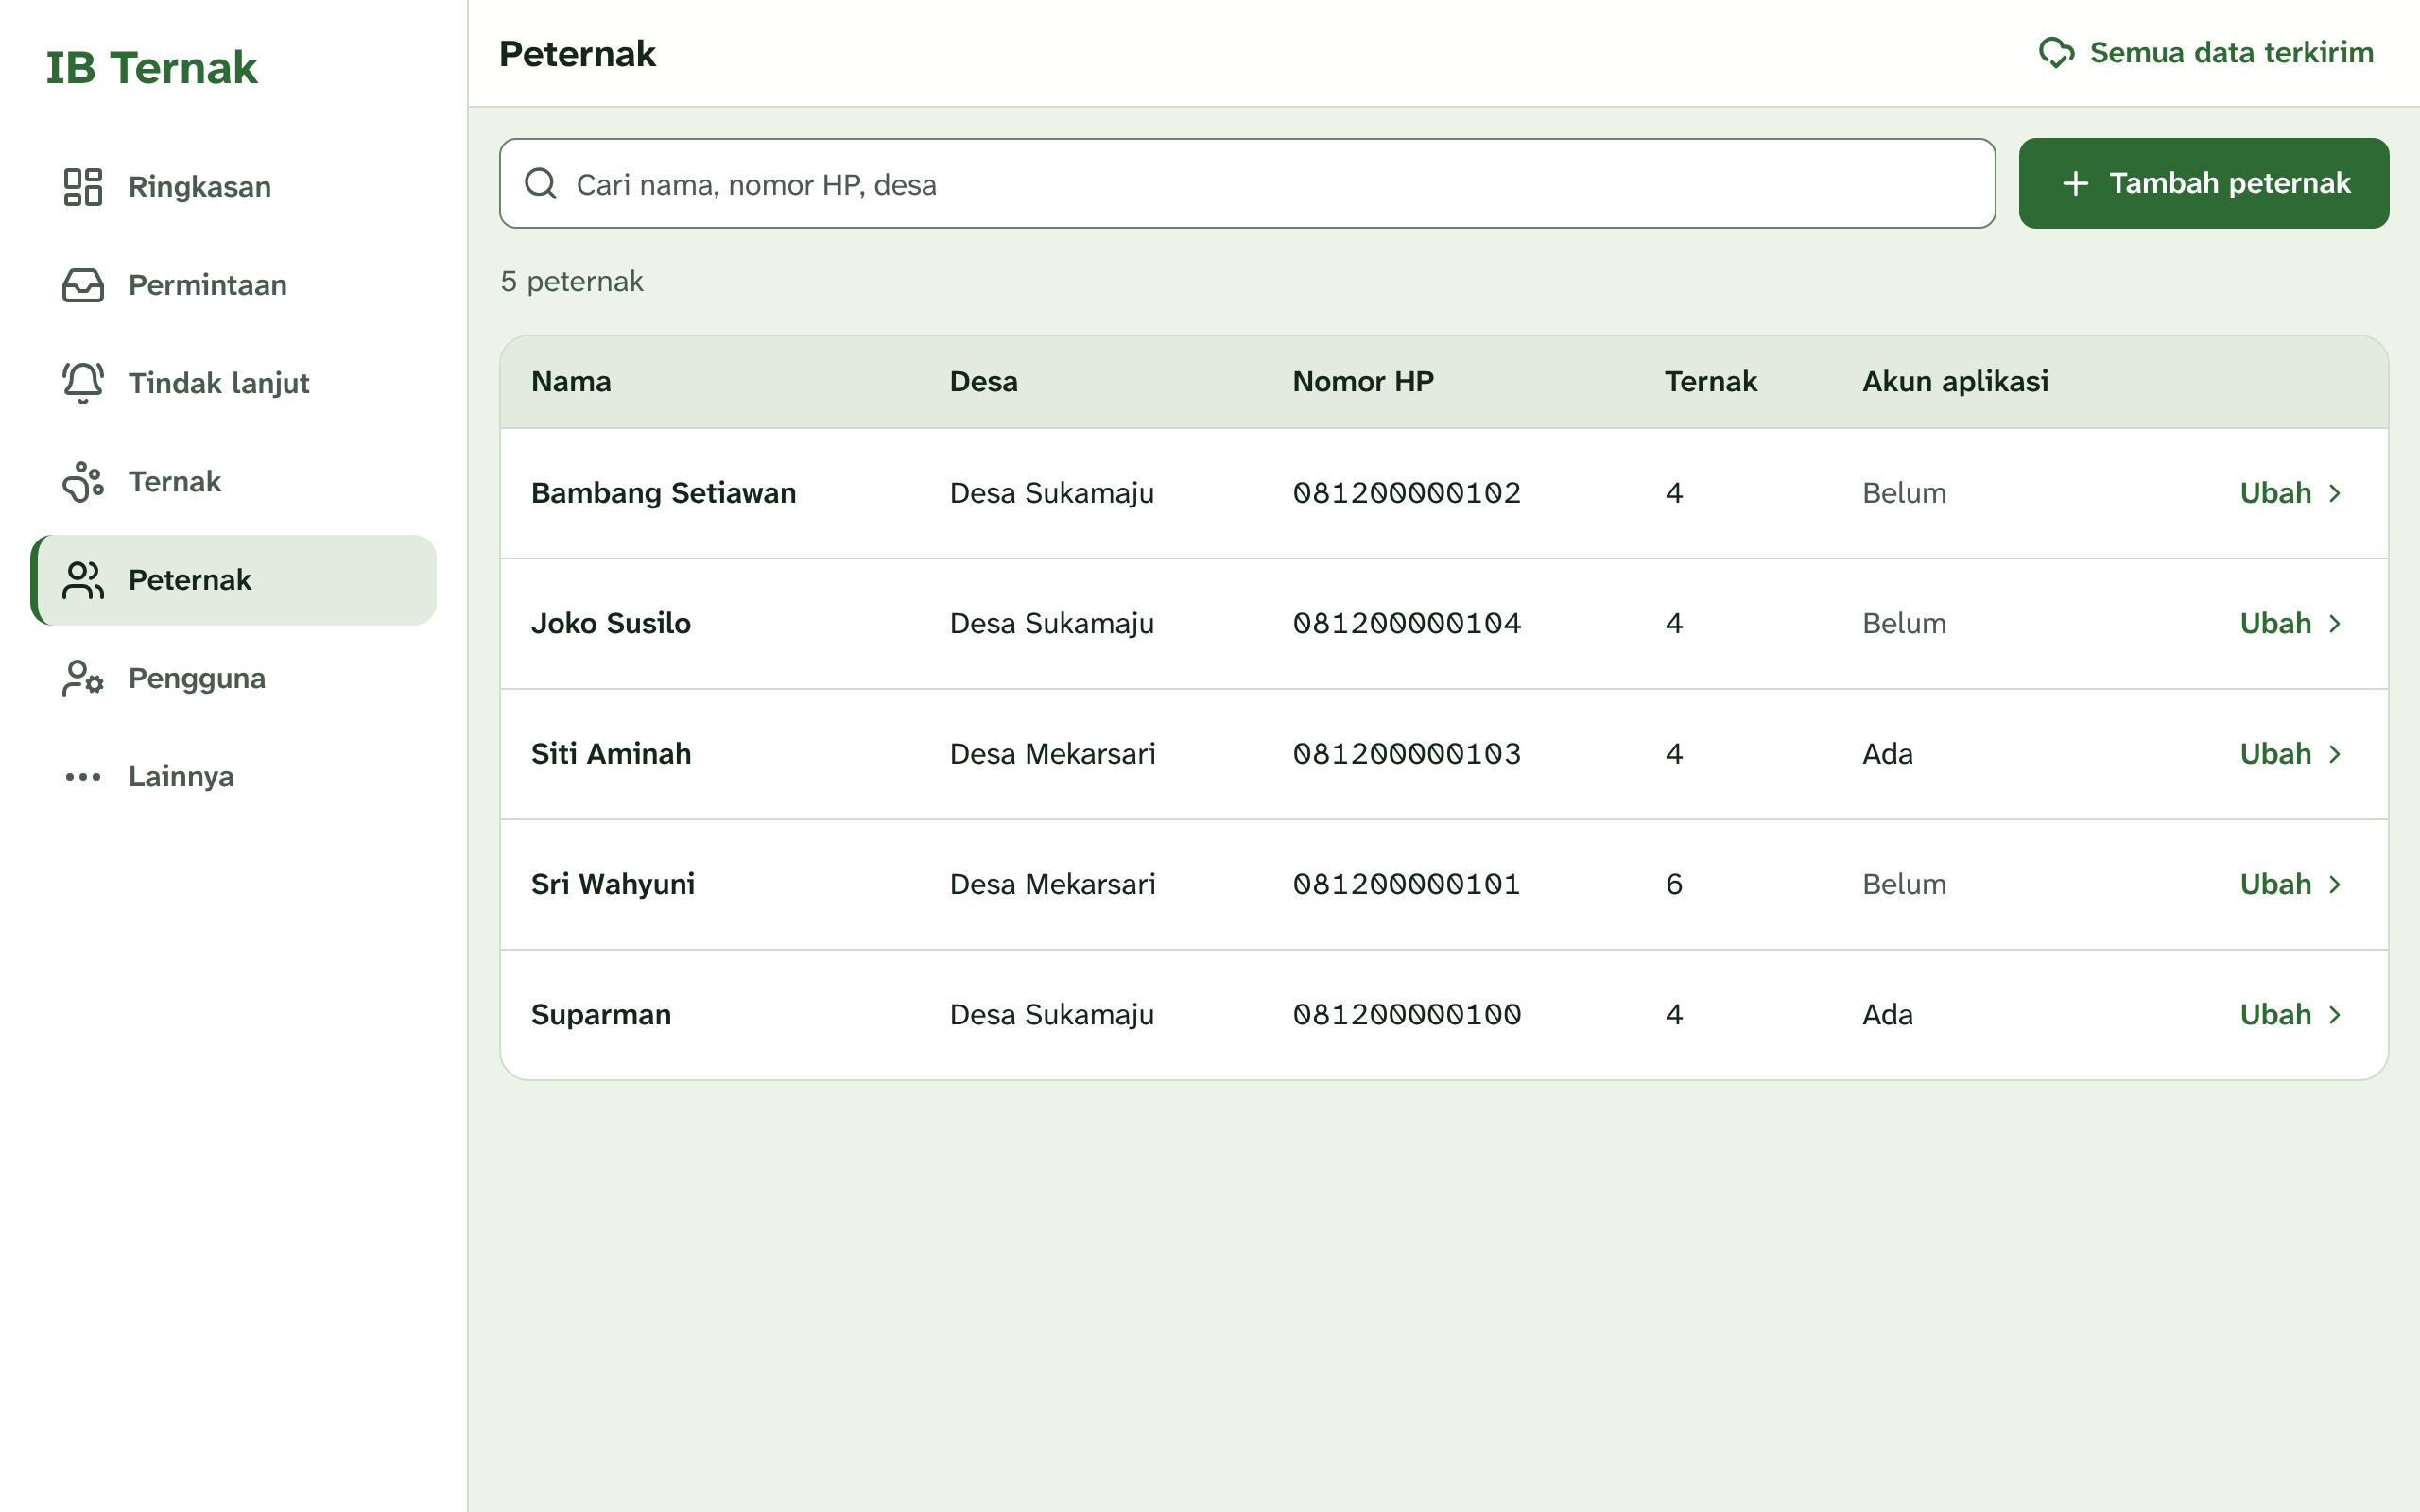 IB Ternak
Ringkasan
Permintaan
Tindak lanjut
Ternak
Peternak
Pengguna
Lainnya
Peternak
Semua data terkirim
Cari nama, nomor HP, desa
Tambah peternak
5 peternak
Nama Desa Nomor HP Ternak Akun aplikasi
Bambang Setiawan Desa Sukamaju 081200000102 4 Belum Ubah
Joko Susilo Desa Sukamaju 081200000104 4 Belum Ubah
Siti Aminah Desa Mekarsari 081200000103 4 Ada Ubah
Sri Wahyuni Desa Mekarsari 081200000101 6 Belum Ubah
Suparman Desa Sukamaju 081200000100 4 Ada Ubah